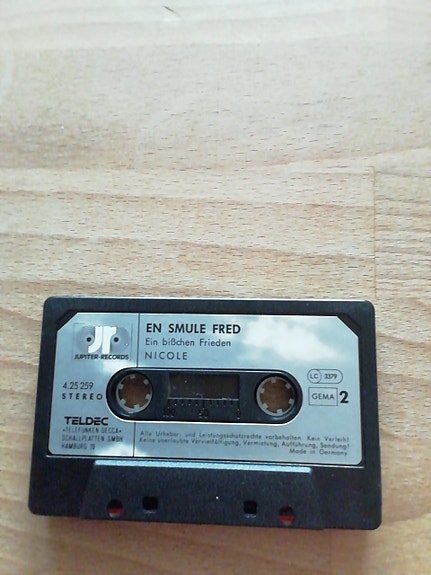 EN SMULE FRED
Ein bißchen Frieden
NICOLE
JUPITER-RECORDS
LC 3379
4.25 259
STEREO
GEMA 2
TELDEC
»TELEFUNKEN-DECCA«
SCHALLPLATTEN GMBH
HAMBURG 19
Alle Urheber- und Leistungsschutzrechte vorbehalten Kein Verleih!
Keine unerlaubte Vervielfältigung, Vermietung, Aufführung, Sendung!
Made in Germany